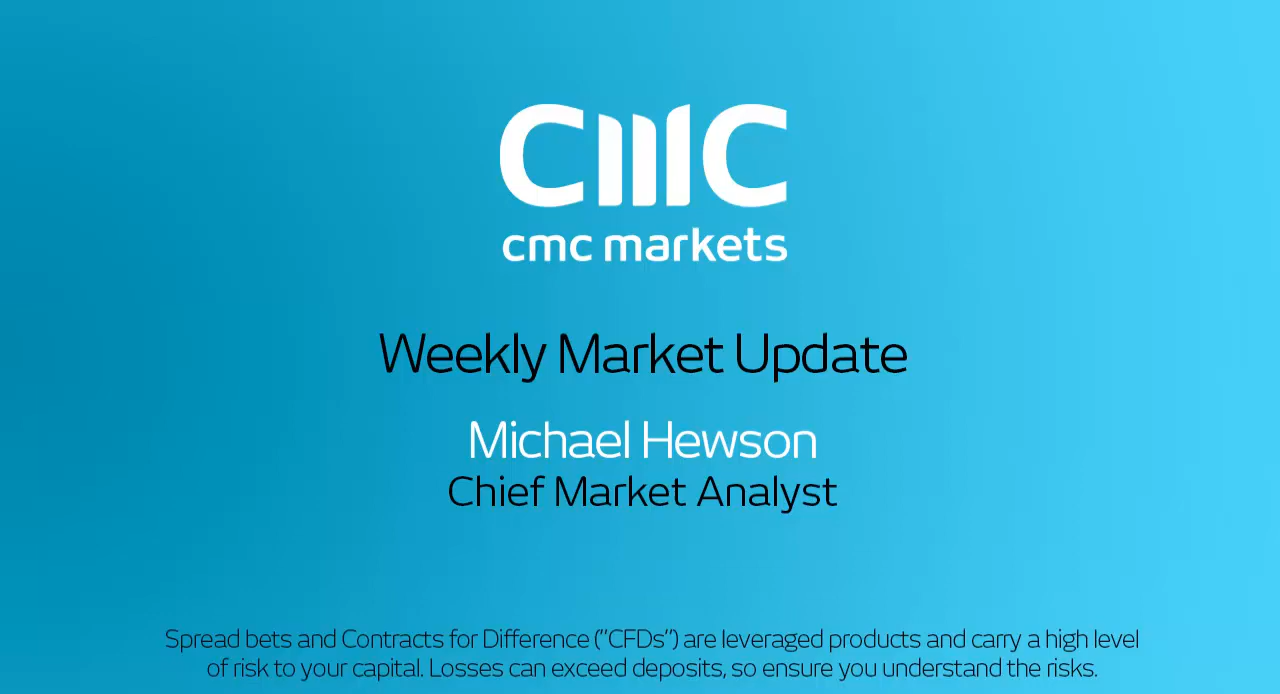 CMC
cmc markets
Weekly Market Update
Michael Hewson
Chief Market Analyst
Spread bets and Contracts for Difference ("CFDs") are leveraged products and carry a high level
of risk to your capital. Losses can exceed deposits, so ensure you understand the risks.